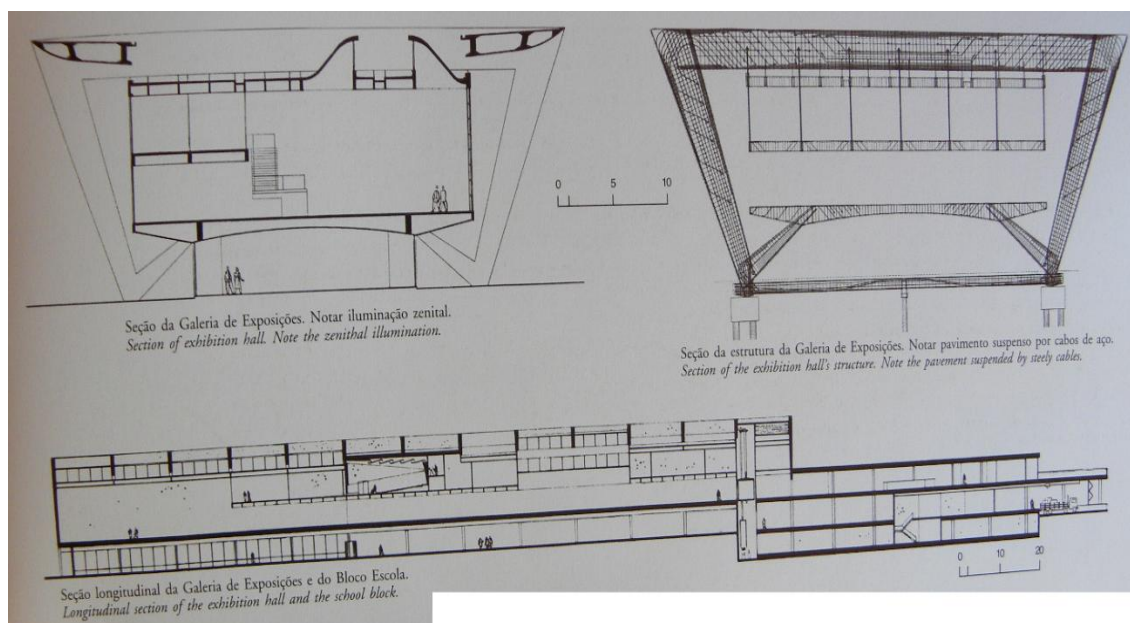 0 5 10
Seção da Galeria de Exposições. Notar iluminação zenital.
Section of exhibition hall. Note the zenithal illumination.
Seção da estrutura da Galeria de Exposições. Notar pavimento suspenso por cabos de aço.
Section of the exhibition hall's structure. Note the pavement suspended by steely cables.
0 10 20
Seção longitudinal da Galeria de Exposições e do Bloco Escola.
Longitudinal section of the exhibition hall and the school block.